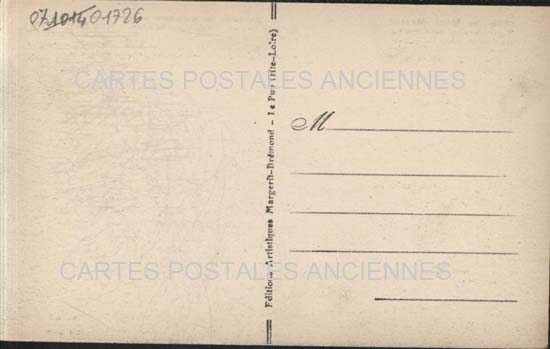 07 1014 01726
CARTES POSTALES ANCIENNES
Editions Artistiques Margerit-Brémond - Le Puy (Hte-Loire)
M
CARTES POSTALES ANCIENNES